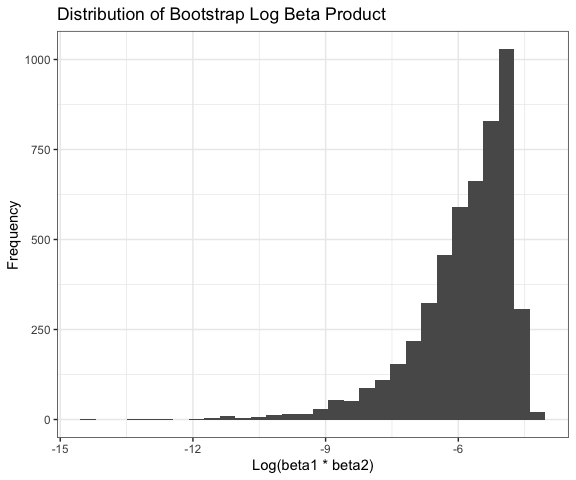 Distribution of Bootstrap Log Beta Product
1000
750
500
250
0
Frequency
-15 -12 -9 -6
Log(beta1 * beta2)